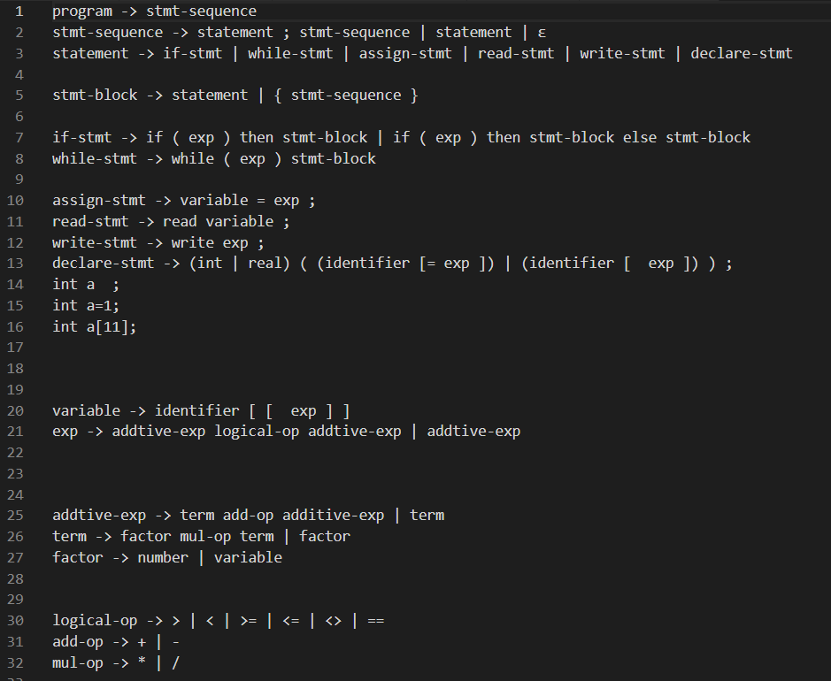 1 program -> stmt-sequence
2 stmt-sequence -> statement ; stmt-sequence | statement | ε
3 statement -> if-stmt | while-stmt | assign-stmt | read-stmt | write-stmt | declare-stmt
4
5 stmt-block -> statement | { stmt-sequence }
6
7 if-stmt -> if ( exp ) then stmt-block | if ( exp ) then stmt-block else stmt-block
8 while-stmt -> while ( exp ) stmt-block
9
10 assign-stmt -> variable = exp ;
11 read-stmt -> read variable ;
12 write-stmt -> write exp ;
13 declare-stmt -> (int | real) ( (identifier [= exp ]) | (identifier [  exp ]) ) ;
14 int a  ;
15 int a=1;
16 int a[11];
17
18
19
20 variable -> identifier [ [  exp ] ]
21 exp -> addtive-exp logical-op addtive-exp | addtive-exp
22
23
24
25 addtive-exp -> term add-op additive-exp | term
26 term -> factor mul-op term | factor
27 factor -> number | variable
28
29
30 logical-op -> > | < | >= | <= | <> | ==
31 add-op -> + | -
32 mul-op -> * | /